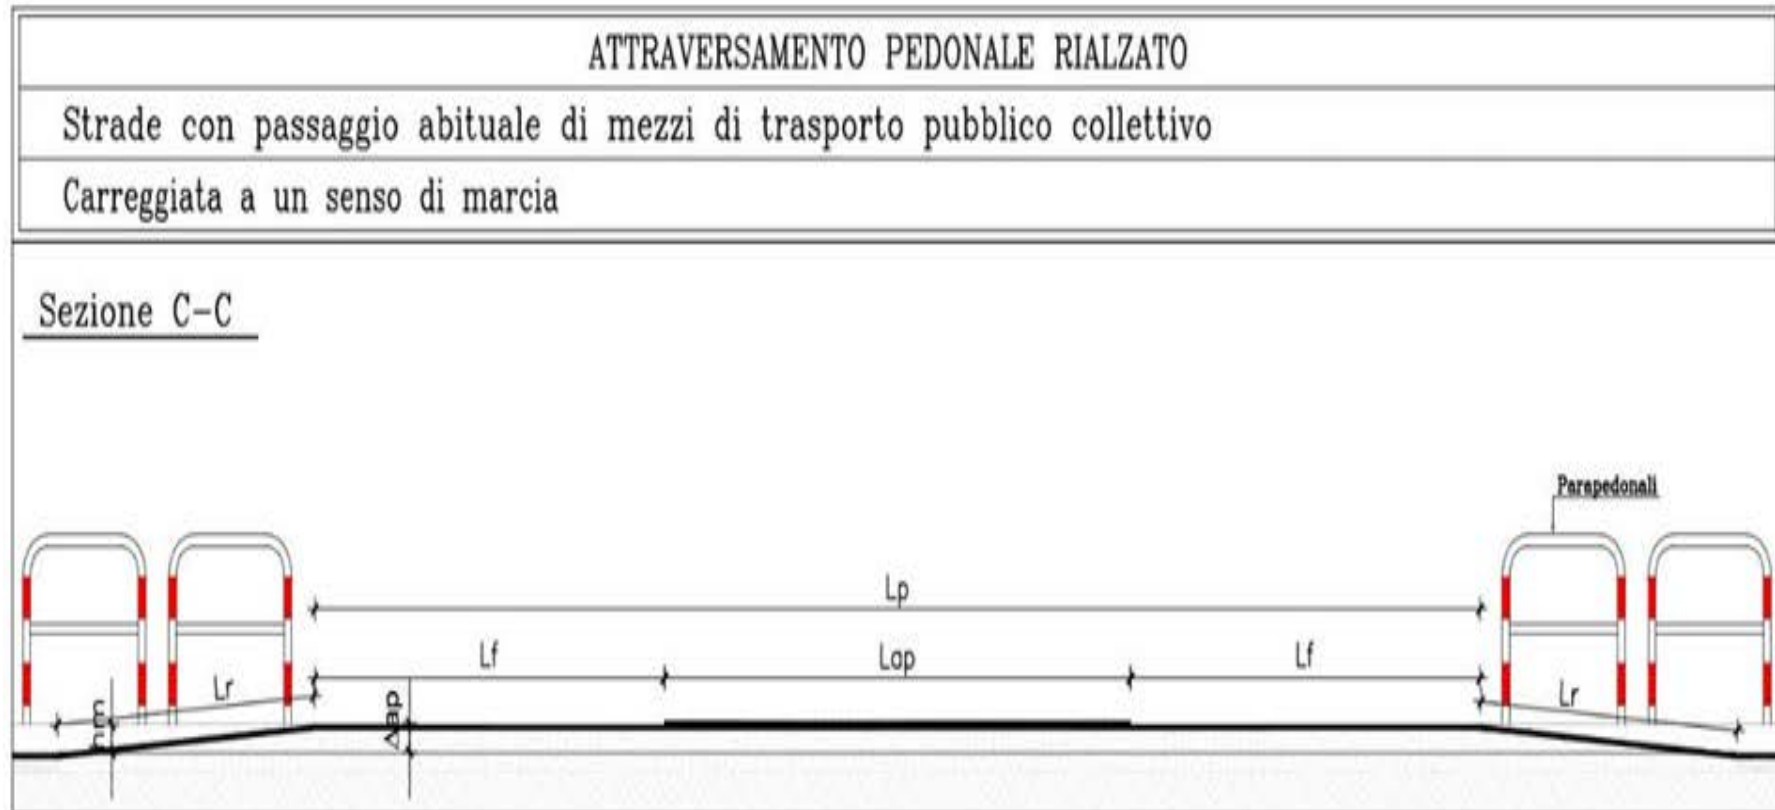 ATTRAVERSAMENTO PEDONALE RIALZATO
Strade con passaggio abituale di mezzi di trasporto pubblico collettivo
Carreggiata a un senso di marcia
Sezione C-C
Parapedonali
Lp
Lf Lap Lf
Lr Lr
hm Δap